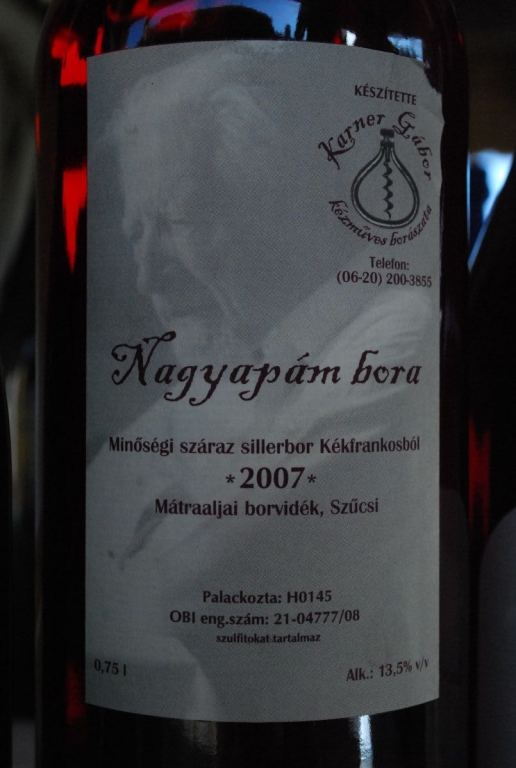 KÉSZÍTETTE
Karner Gábor
kézműves borászata
Telefon:
(06-20) 200-3855
Nagyapám bora
Minőségi száraz sillerbor Kékfrankosból
*2007*
Mátraaljai borvidék, Szűcsi
Palackozta: H0145
OBI eng.szám: 21-04777/08
szulfitokat tartalmaz
0,75 l
Alk.: 13,5% v/v